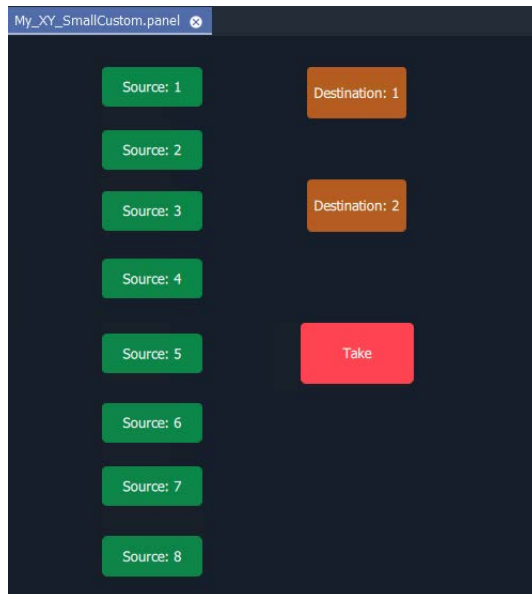 My_XY_SmallCustom.panel
Source: 1
Destination: 1
Source: 2
Source: 3
Destination: 2
Source: 4
Source: 5
Take
Source: 6
Source: 7
Source: 8